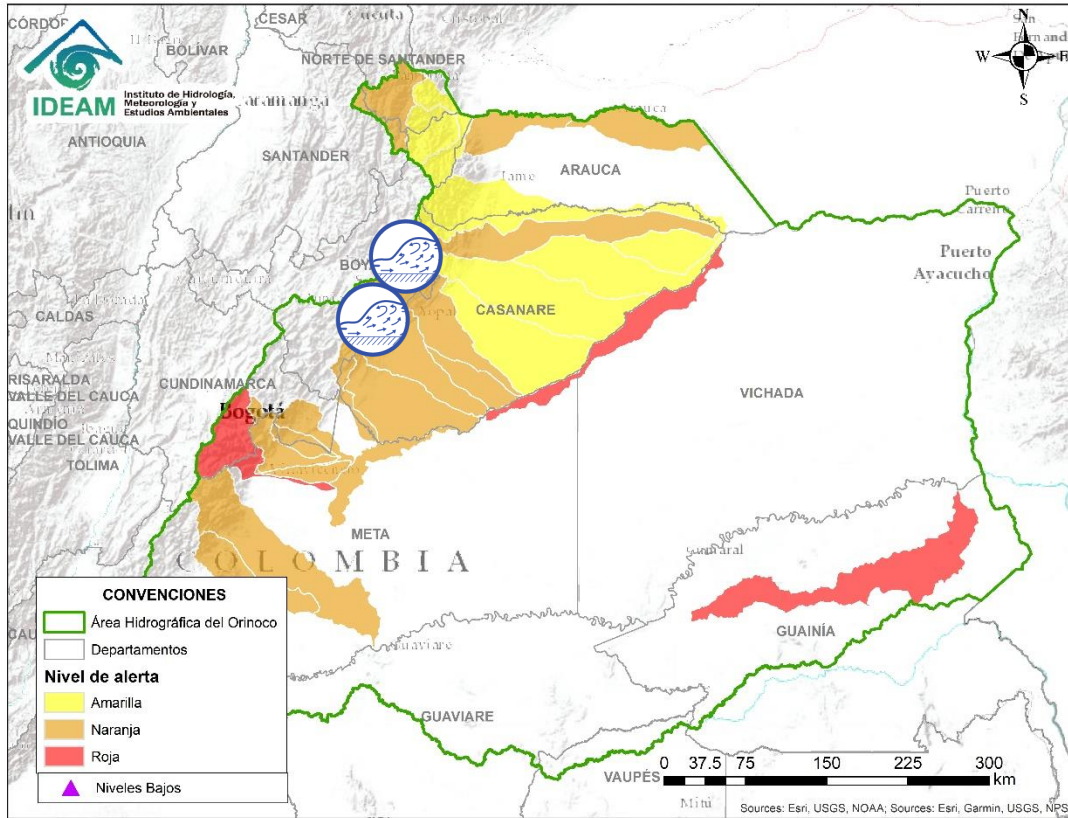 IDEAM
Instituto de Hidrología,
Meteorología y
Estudios Ambientales
CESAR
BOLÍVAR
NORTE DE SANTANDER
N
W
S
ANTIOQUIA
SANTANDER
ARAUCA
Puerto
Carreño
Puerto
Ayacucho
CALDAS
CASANARE
RISARALDA
VALLE DEL CAUCA
CUNDINAMARCA
Bogotá
QUINDÍO
VALLE DEL CAUCA
TOLIMA
VICHADA
META
COLOMBIA
GUAINÍA
GUAVIARE
VAUPÉS
Mitú
CONVENCIONES
Área Hidrográfica del Orinoco
Departamentos
Nivel de alerta
Amarilla
Naranja
Roja
Niveles Bajos
0 37.5 75 150 225 300
km
Sources: Esri, USGS, NOAA; Sources: Esri, Garmin, USGS, NPS